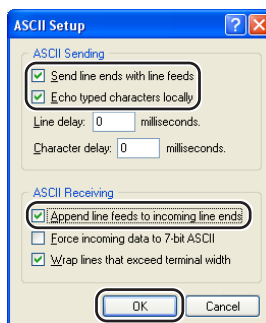 ASCII Setup
ASCII Sending
Send line ends with line feeds
Echo typed characters locally
Line delay: 0 milliseconds.
Character delay: 0 milliseconds.
ASCII Receiving
Append line feeds to incoming line ends
Force incoming data to 7-bit ASCII
Wrap lines that exceed terminal width
OK Cancel